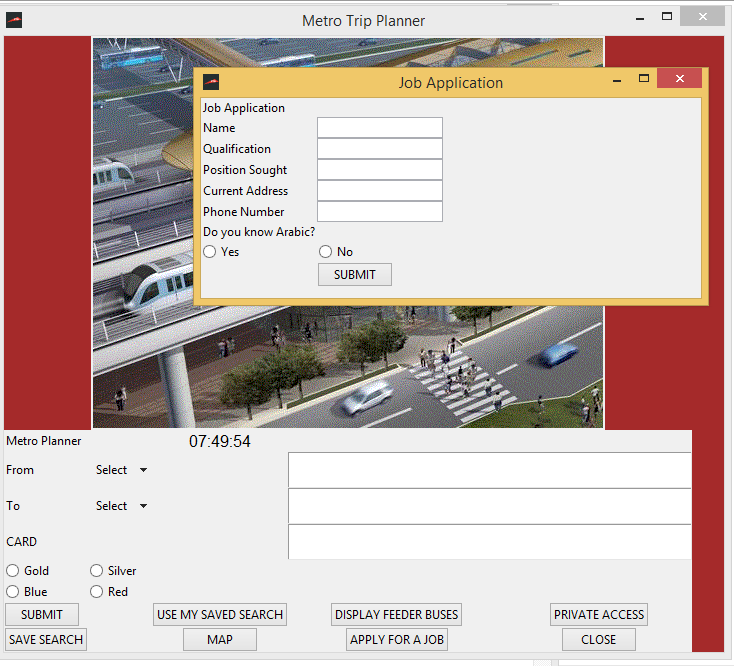 Metro Trip Planner
Job Application
Job Application
Name
Qualification
Position Sought
Current Address
Phone Number
Do you know Arabic?
Yes No
SUBMIT
Metro Planner 07:49:54
From Select
To Select
CARD
Gold Silver
Blue Red
SUBMIT USE MY SAVED SEARCH DISPLAY FEEDER BUSES PRIVATE ACCESS
SAVE SEARCH MAP APPLY FOR A JOB CLOSE